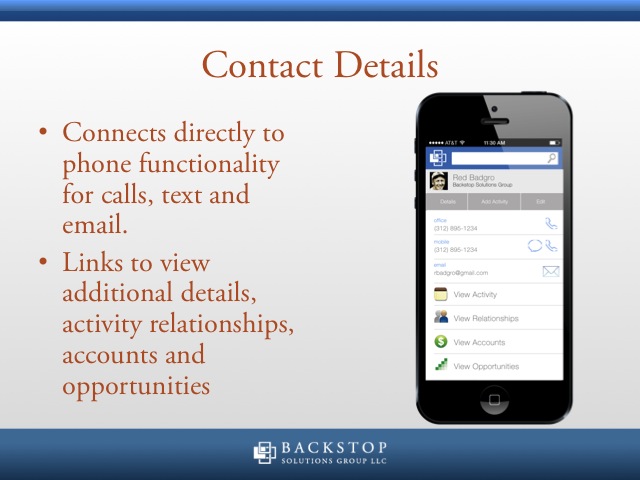 Contact Details
• Connects directly to
phone functionality
for calls, text and
email.
• Links to view
additional details,
activity relationships,
accounts and
opportunities
AT&T 11:30 AM
Red Badgro
Backstop Solutions Group
Details Add Activity Edit
office
(312) 895-1234
mobile
(312) 895-1234
email
rbadgro@gmail.com
View Activity
View Relationships
View Accounts
View Opportunities
BACKSTOP
SOLUTIONS GROUP LLC